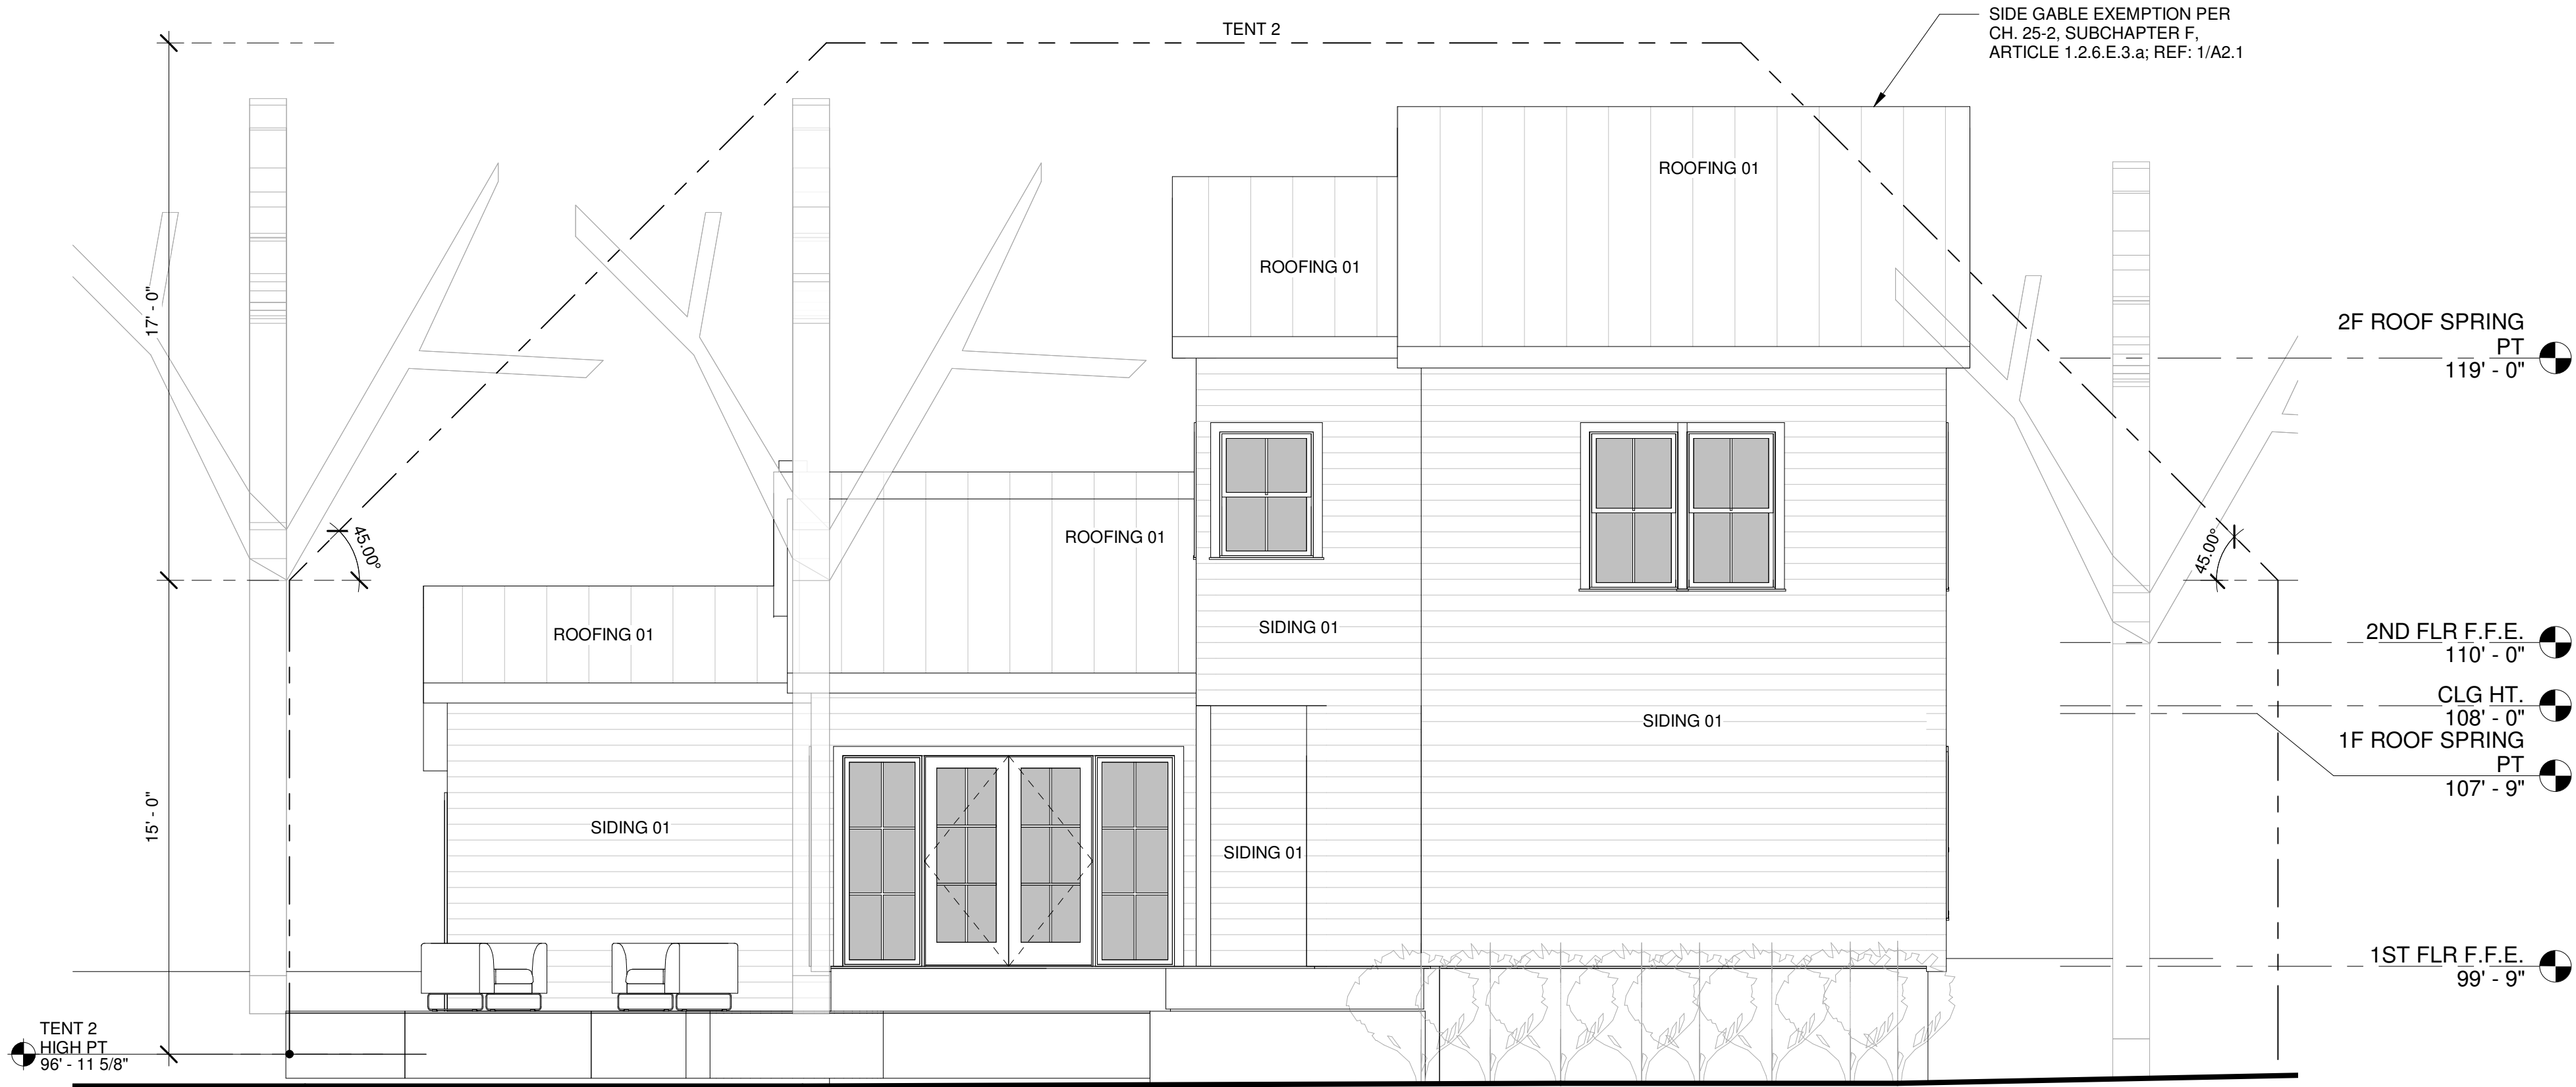 TENT 2
SIDE GABLE EXEMPTION PER
CH. 25-2, SUBCHAPTER F,
ARTICLE 1.2.6.E.3.a; REF: 1/A2.1
ROOFING 01
ROOFING 01
17' - 0"
2F ROOF SPRING
PT
119' - 0"
ROOFING 01
45.00°
45.00°
ROOFING 01
SIDING 01
2ND FLR F.F.E.
110' - 0"
SIDING 01
CLG HT.
108' - 0"
1F ROOF SPRING
PT
107' - 9"
15' - 0"
SIDING 01
SIDING 01
1ST FLR F.F.E.
99' - 9"
TENT 2
HIGH PT
96' - 11 5/8"